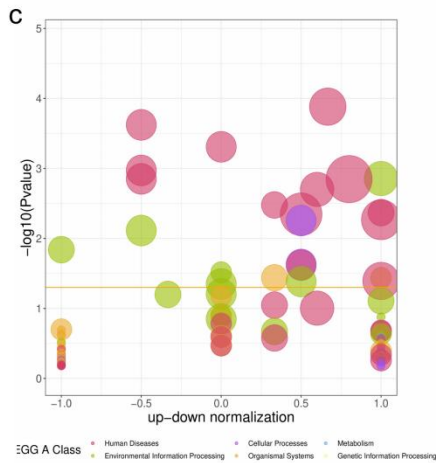 C
5
4
3
2
1
0
-log10(Pvalue)
-1.0 -0.5 0.0 0.5 1.0
up-down normalization
EGG A Class
Human Diseases Cellular Processes Metabolism
Environmental Information Processing Organismal Systems Genetic Information Processing